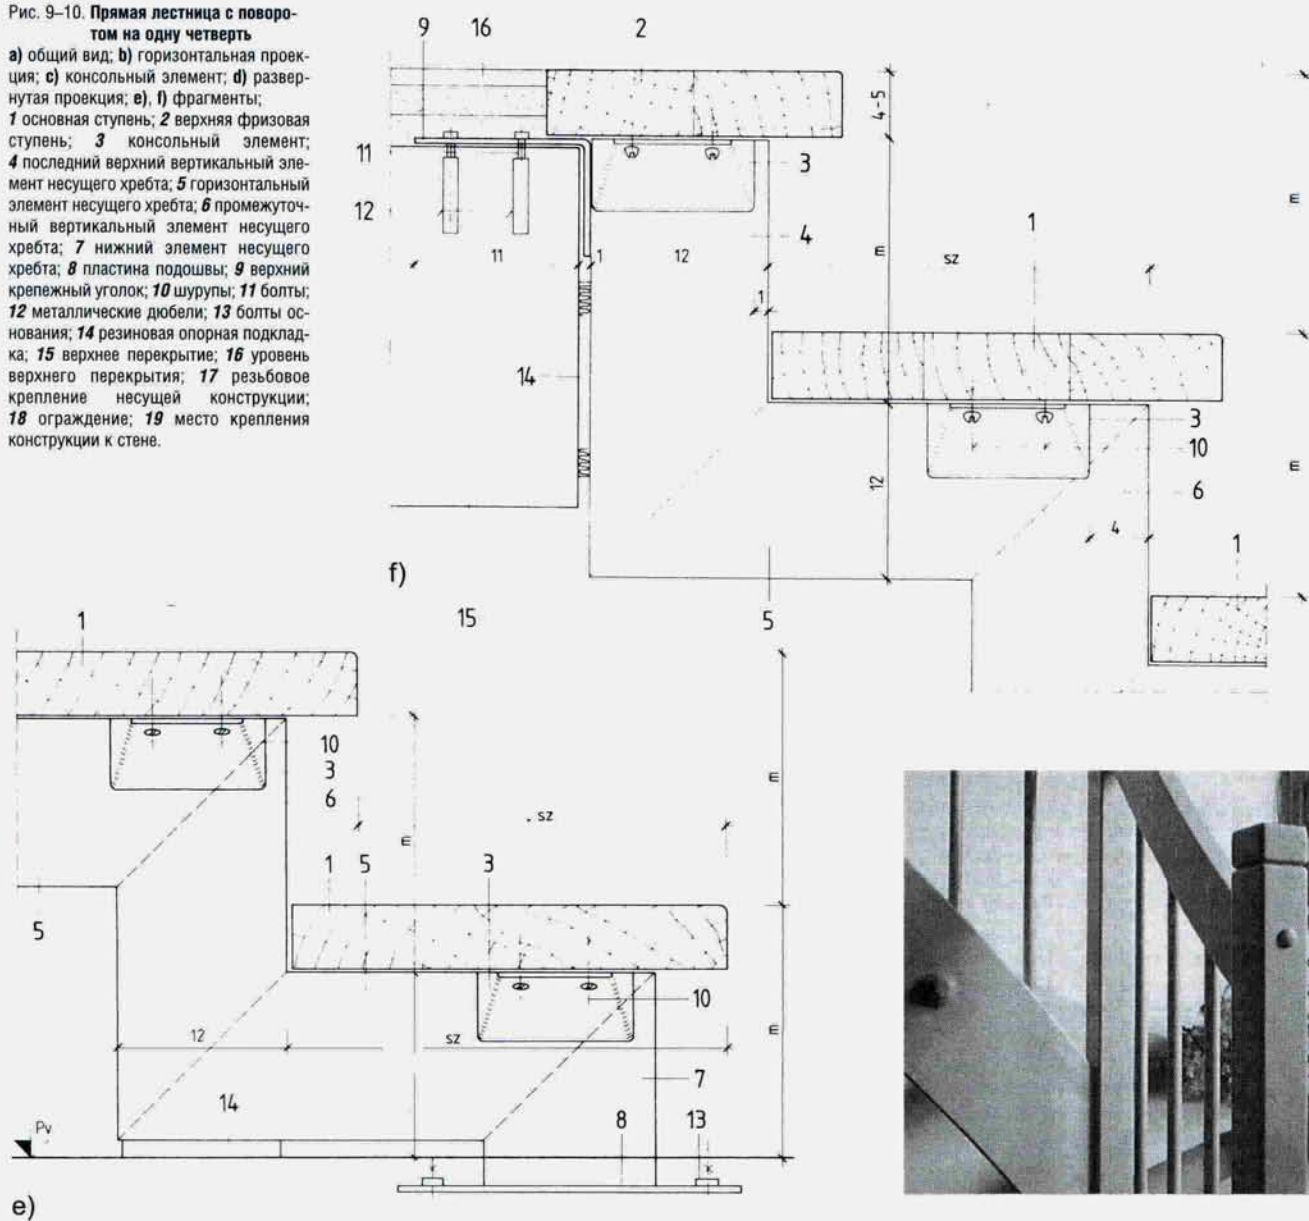 Рис. 9–10. Прямая лестница с поворо-
том на одну четверть
a) общий вид; b) горизонтальная проек-
ция; c) консольный элемент; d) развер-
нутая проекция; e), f) фрагменты;
1 основная ступень; 2 верхняя фризовая
ступень; 3 консольный элемент;
4 последний верхний вертикальный эле-
мент несущего хребта; 5 горизонтальный
элемент несущего хребта; 6 промежуточ-
ный вертикальный элемент несущего
хребта; 7 нижний элемент несущего
хребта; 8 пластина подошвы; 9 верхний
крепежный уголок; 10 шурупы; 11 болты;
12 металлические дюбели; 13 болты ос-
нования; 14 резиновая опорная подклад-
ка; 15 верхнее перекрытие; 16 уровень
верхнего перекрытия; 17 резьбовое
крепление несущей конструкции;
18 ограждение; 19 место крепления
конструкции к стене.
9 16 2
4-5
11
3
12
4
m
m
1
11 1 12
sz
1
14
3
10
m
12
6
4
1
f)
5
15
1
10
3
6
m
sz
m
1 5 3
5
10
12
sz
m
7
14
8 13
Pv
e)